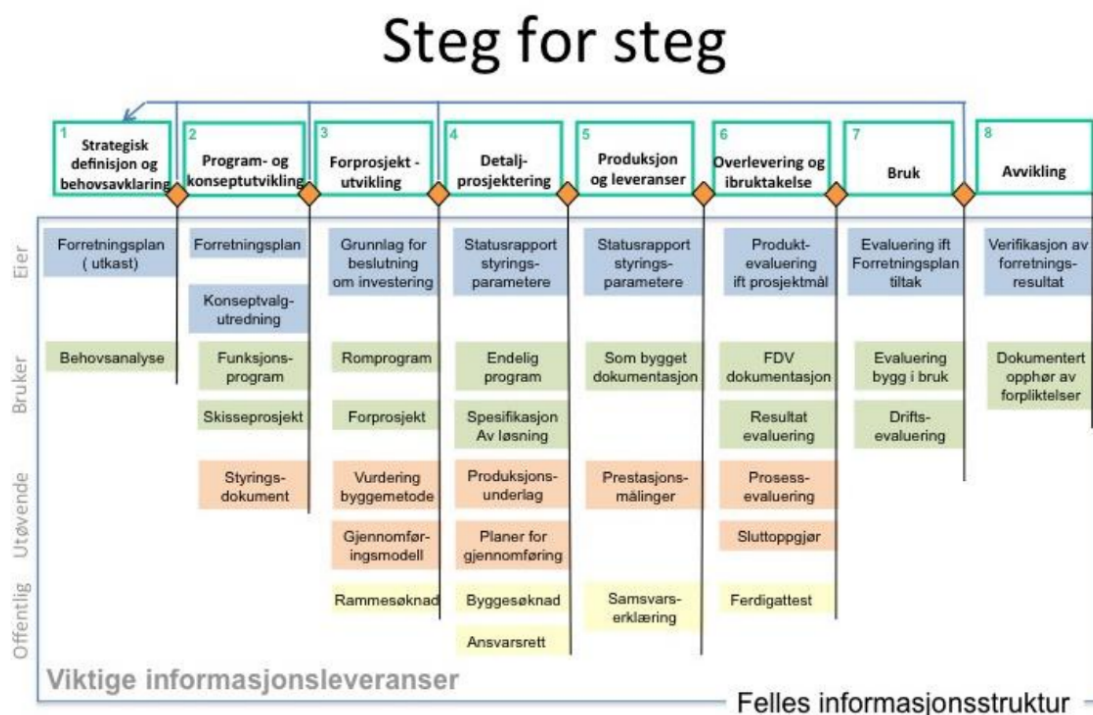 Steg for steg
1
Strategisk
definisjon og
behovsavklaring
2
Program- og
konseptutvikling
3
Forprosjekt -
utvikling
4
Detalj-
prosjektering
5
Produksjon
og leveranser
6
Overlevering og
ibruktakelse
7
Bruk
8
Avvikling
Eier
Forretningsplan
( utkast)
Forretningsplan
Konseptvalg-
utredning
Grunnlag for
beslutning
om investering
Statusrapport
styrings-
parametere
Statusrapport
styrings-
parametere
Produkt-
evaluering
ift prosjektmål
Evaluering ift
Forretningsplan
tiltak
Verifikasjon av
forretnings-
resultat
Bruker
Behovsanalyse
Funksjons-
program
Skisseprosjekt
Romprogram
Forprosjekt
Endelig
program
Spesifikasjon
Av løsning
Som bygget
dokumentasjon
FDV
dokumentasjon
Resultat
evaluering
Evaluering
bygg i bruk
Drifts-
evaluering
Dokumentert
opphør av
forpliktelser
Utøvende
Styrings-
dokument
Vurdering
byggemetode
Gjennomfør-
ingsmodell
Produksjons-
underlag
Planer for
gjennomføring
Prestasjons-
målinger
Prosess-
evaluering
Sluttoppgjør
Offentlig
Rammesøknad
Byggesøknad
Ansvarsrett
Samsvars-
erklæring
Ferdigattest
Viktige informasjonsleveranser
Felles informasjonsstruktur